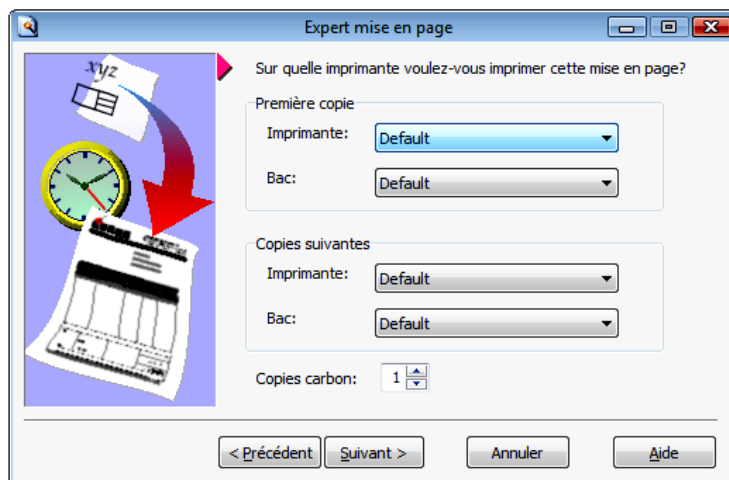 Expert mise en page
xyz
Sur quelle imprimante voulez-vous imprimer cette mise en page?
Première copie
Imprimante: Default
Bac: Default
Copies suivantes
Imprimante: Default
Bac: Default
Copies carbon: 1
< Précédent Suivant > Annuler Aide